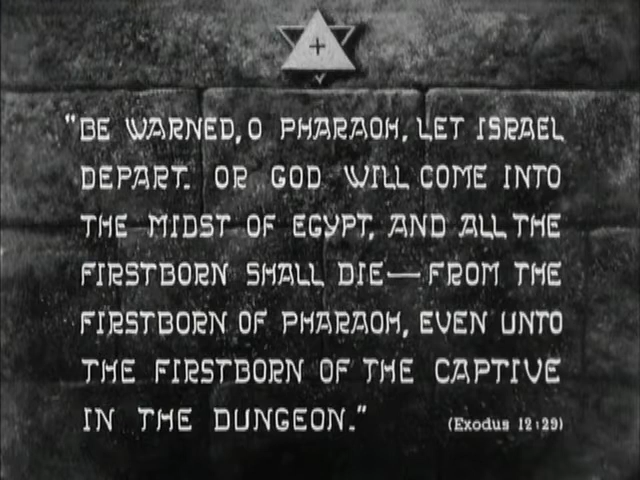 "BE WARNED, O PHARAOH, LET ISRAEL
DEPART. OR GOD WILL COME INTO
THE MIDST OF EGYPT, AND ALL THE
FIRSTBORN SHALL DIE—FROM THE
FIRSTBORN OF PHARAOH, EVEN UNTO
THE FIRSTBORN OF THE CAPTIVE
IN THE DUNGEON."
(Exodus 12:29)